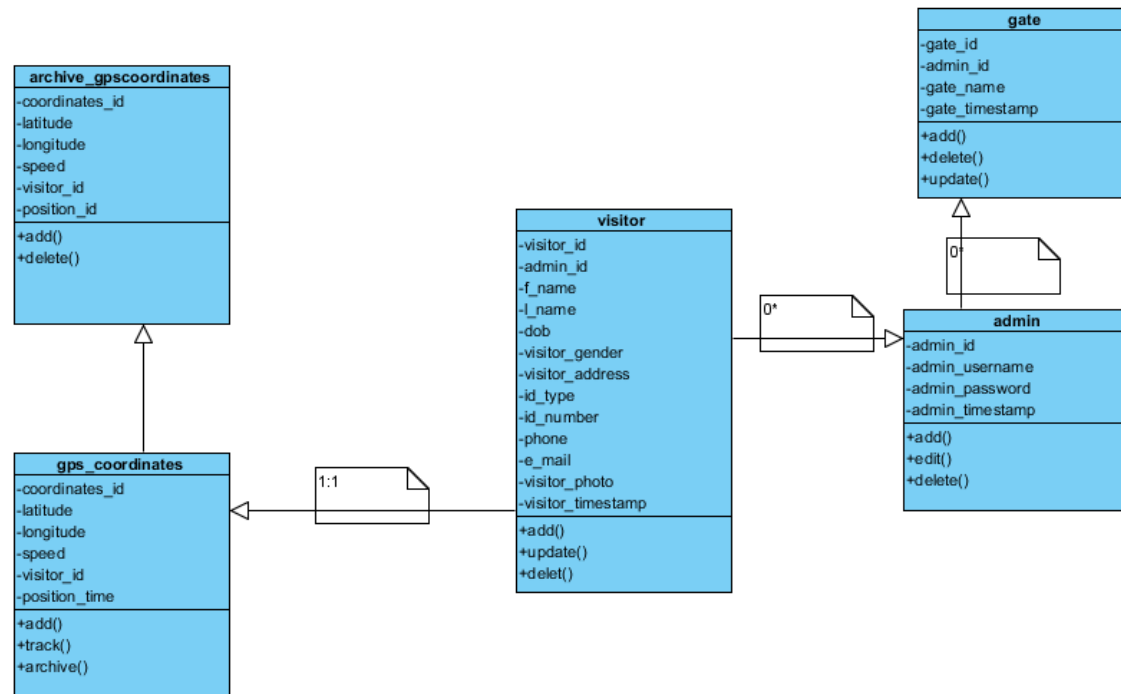 archive_gpscoordinates
-coordinates_id
-latitude
-longitude
-speed
-visitor_id
-position_id
+add()
+delete()
gps_coordinates
-coordinates_id
-latitude
-longitude
-speed
-visitor_id
-position_time
+add()
+track()
+archive()
1:1
visitor
-visitor_id
-admin_id
-f_name
-l_name
-dob
-visitor_gender
-visitor_address
-id_type
-id_number
-phone
-e_mail
-visitor_photo
-visitor_timestamp
+add()
+update()
+delet()
0*
gate
-gate_id
-admin_id
-gate_name
-gate_timestamp
+add()
+delete()
+update()
0*
admin
-admin_id
-admin_username
-admin_password
-admin_timestamp
+add()
+edit()
+delete()